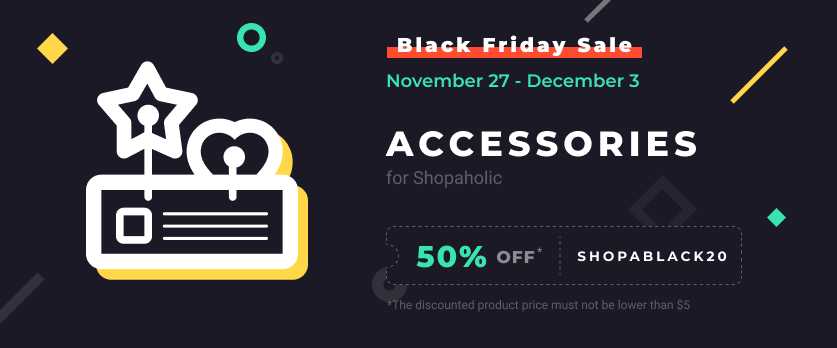 Black Friday Sale
November 27 - December 3
ACCESSORIES
for Shopaholic
50% OFF* SHOPABLACK20
*The discounted product price must not be lower than $5